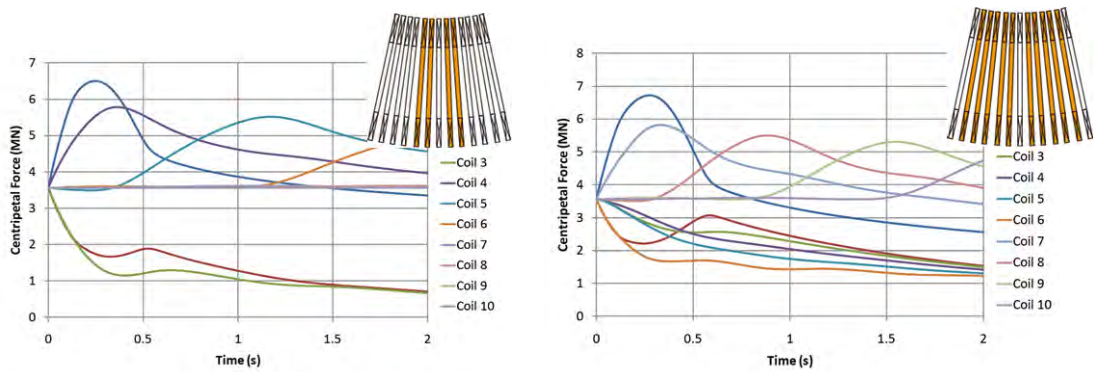 7
6
5
4
3
2
1
0
Centripetal Force (MN)
0 0.5 1 1.5 2
Time (s)
Coil 3
Coil 4
Coil 5
Coil 6
Coil 7
Coil 8
Coil 9
Coil 10
8
7
6
5
4
3
2
1
0
Centripetal Force (MN)
0 0.5 1 1.5 2
Time (s)
Coil 3
Coil 4
Coil 5
Coil 6
Coil 7
Coil 8
Coil 9
Coil 10